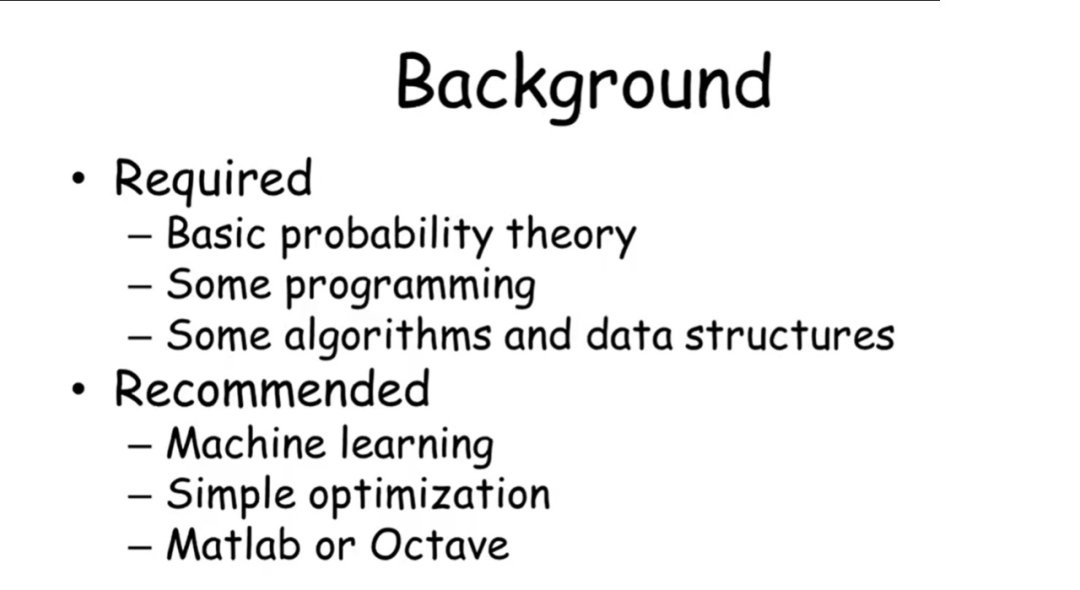 Background
• Required
– Basic probability theory
– Some programming
– Some algorithms and data structures
• Recommended
– Machine learning
– Simple optimization
– Matlab or Octave